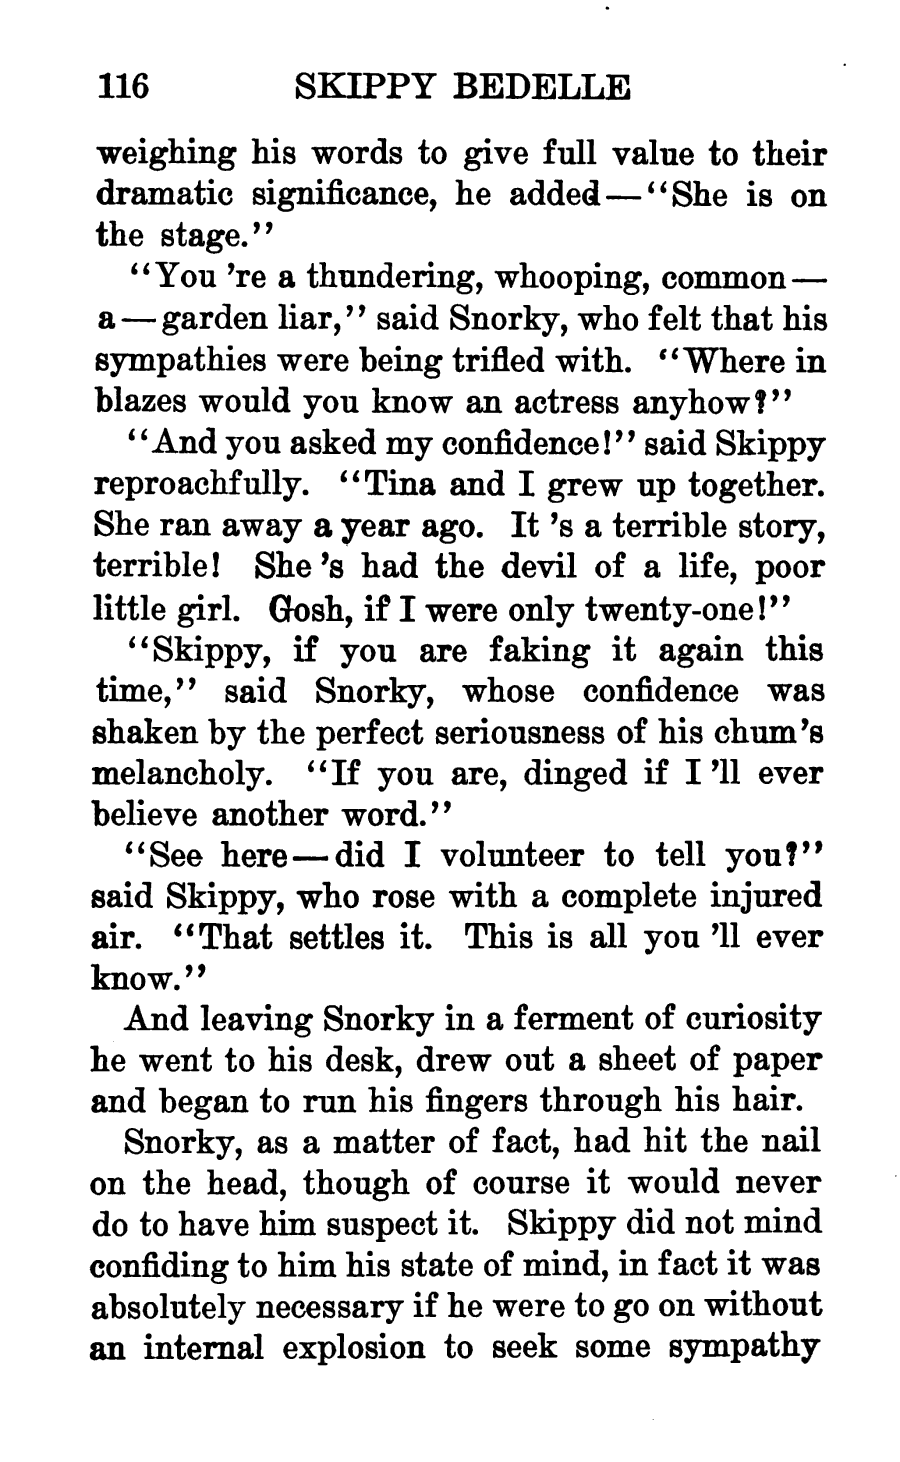 116 SKIPPY BEDELLE
weighing his words to give full value to their
dramatic significance, he added—“She is on
the stage.”
“You ’re a thundering, whooping, common—
a—garden liar,” said Snorky, who felt that his
sympathies were being trifled with. “Where in
blazes would you know an actress anyhow?”
“And you asked my confidence!” said Skippy
reproachfully. “Tina and I grew up together.
She ran away a year ago. It ’s a terrible story,
terrible! She ’s had the devil of a life, poor
little girl. Gosh, if I were only twenty-one!”
“Skippy, if you are faking it again this
time,” said Snorky, whose confidence was
shaken by the perfect seriousness of his chum’s
melancholy. “If you are, dinged if I ’ll ever
believe another word.”
“See here—did I volunteer to tell you?”
said Skippy, who rose with a complete injured
air. “That settles it. This is all you ’ll ever
know.”
And leaving Snorky in a ferment of curiosity
he went to his desk, drew out a sheet of paper
and began to run his fingers through his hair.
Snorky, as a matter of fact, had hit the nail
on the head, though of course it would never
do to have him suspect it. Skippy did not mind
confiding to him his state of mind, in fact it was
absolutely necessary if he were to go on without
an internal explosion to seek some sympathy